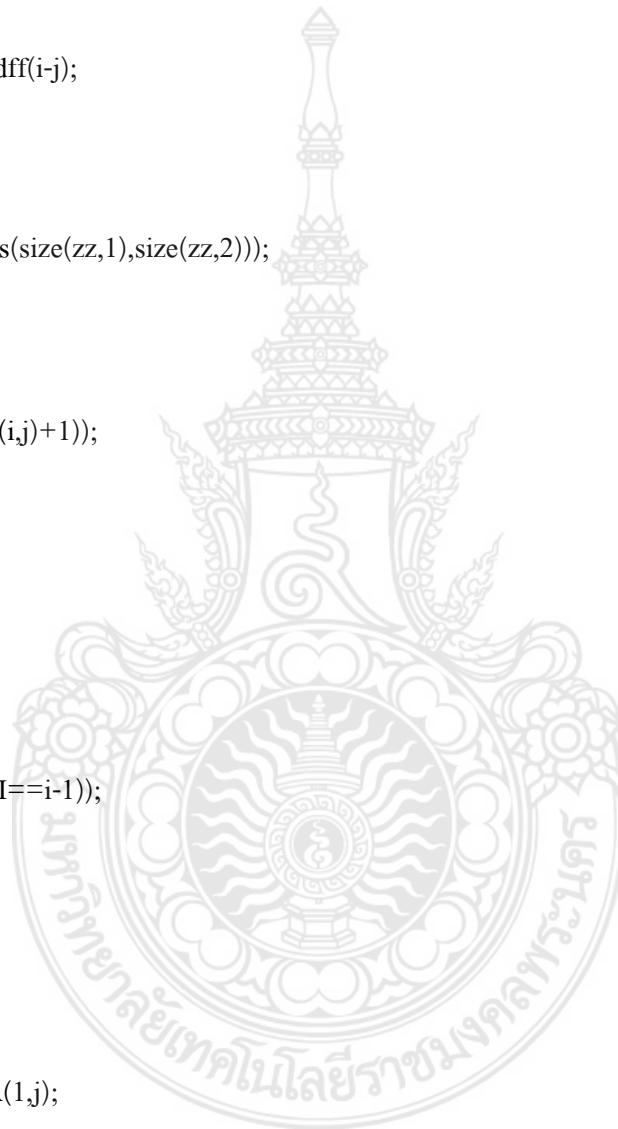 dff(i-j);
s(size(zz,1),size(zz,2)));
(i,j)+1));
I==i-1));
(1,j);
มหาวิทยาลัยเทคโนโลยีราชมงคลพระนคร